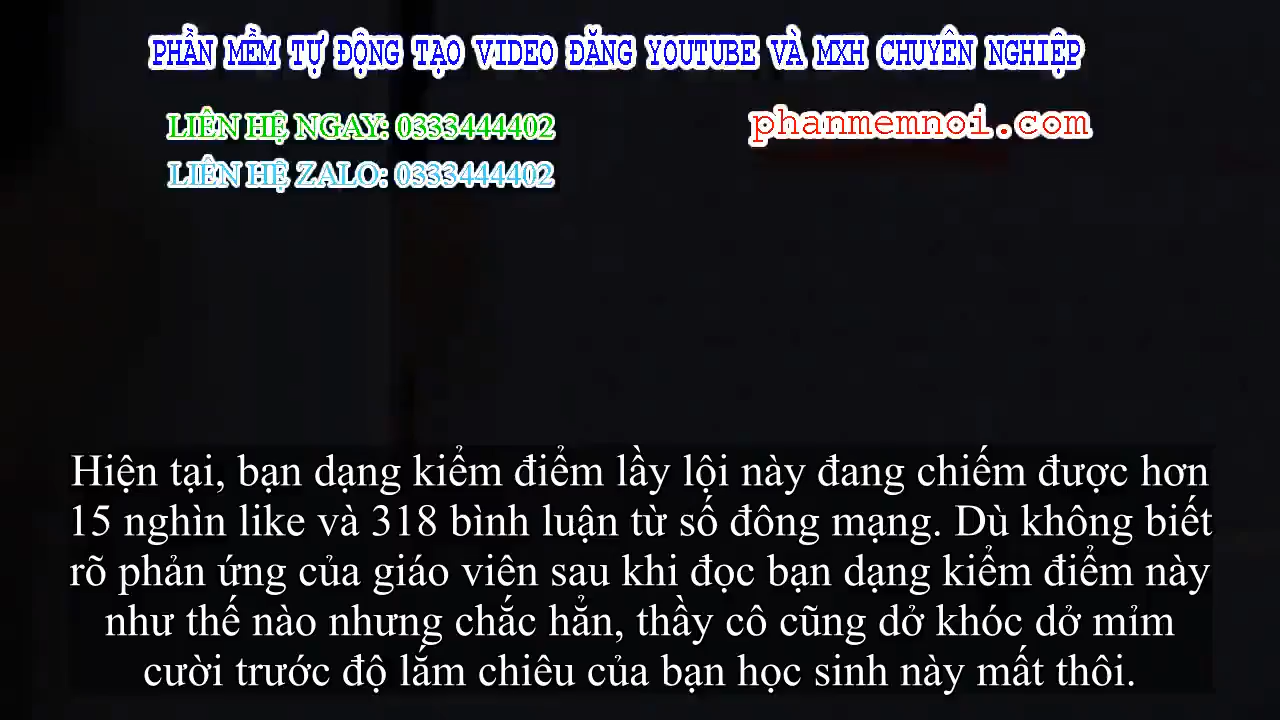 PHẦN MỀM TỰ ĐỘNG TẠO VIDEO ĐĂNG YOUTUBE VÀ MXH CHUYÊN NGHIỆP
LIÊN HỆ NGAY: 0333444402
phanmemnoi.com
LIÊN HỆ ZALO: 0333444402
Hiện tại, bạn dạng kiểm điểm lầy lội này đang chiếm được hơn
15 nghìn like và 318 bình luận từ số đông mạng. Dù không biết
rõ phản ứng của giáo viên sau khi đọc bạn dạng kiểm điểm này
như thế nào nhưng chắc hẳn, thầy cô cũng dở khóc dở mỉm
cười trước độ lắm chiêu của bạn học sinh này mất thôi.